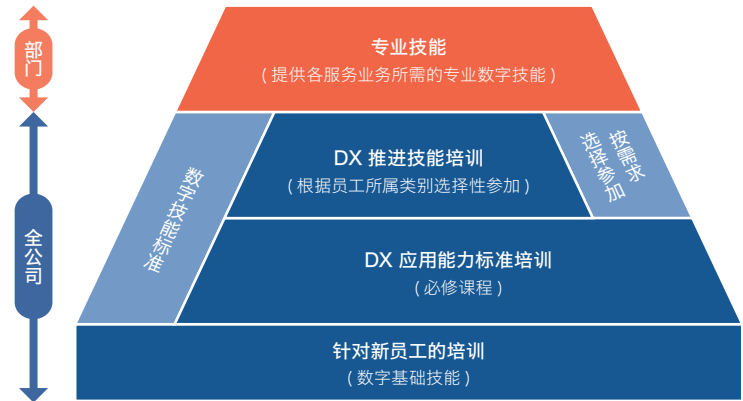 部门
专业技能
(提供各服务业务所需的专业数字技能)
全公司
数字技能标准
DX 推进技能培训
(根据员工所属类别选择性参加)
按需求
选择参加
DX 应用能力标准培训
(必修课程)
针对新员工的培训
(数字基础技能)